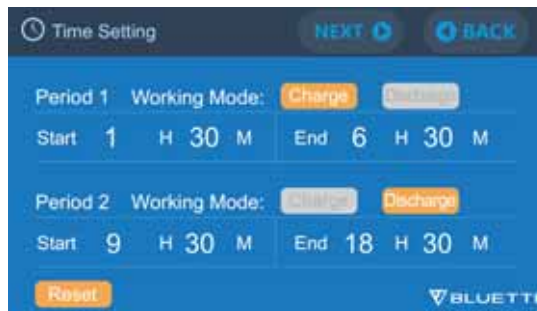 Time Setting NEXT BACK
Period 1 Working Mode: Charge Discharge
Start 1 H 30 M End 6 H 30 M
Period 2 Working Mode: Charge Discharge
Start 9 H 30 M End 18 H 30 M
Reset BLUETTI